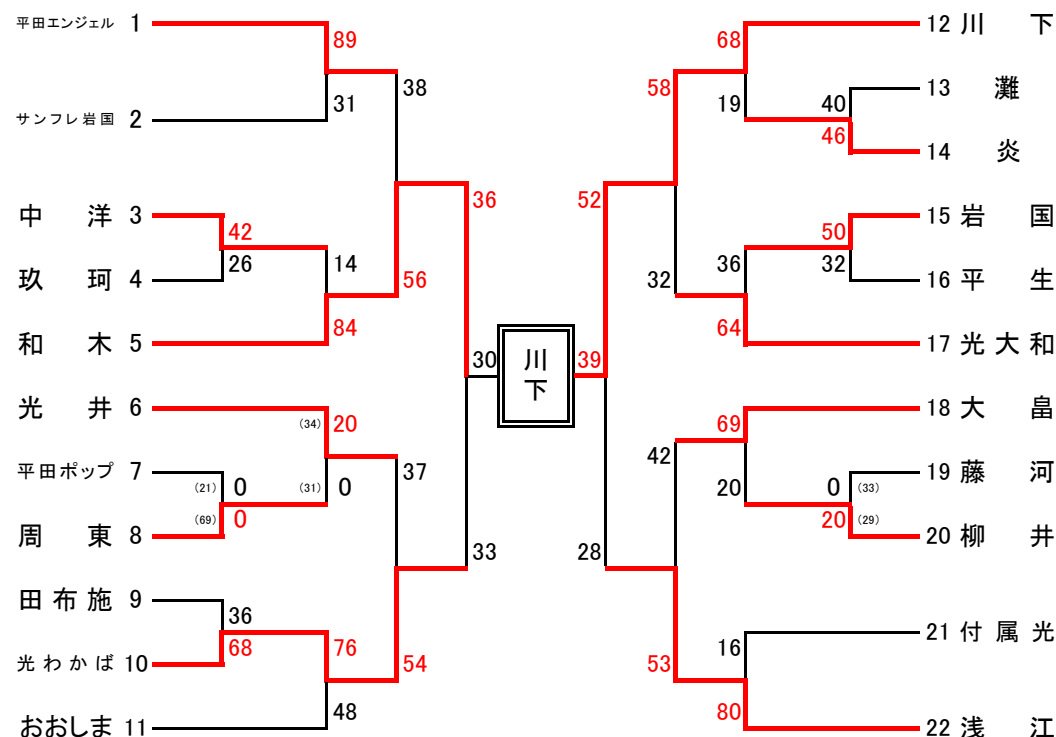 平田エンジェル 1
89
38
31
サンフレ岩国 2
中洋 3
42
26
14
玖珂 4
56
84
和木 5
36
30
光井 6
(34) 20
37
平田ポップ 7
(21) 0
(31) 0
(69) 0
周東 8
33
田布施 9
36
68
76
54
光わかば 10
48
おおしま 11
川下
39
12 川下
68
58
19
40
13 灘
46
14 炎
52
15 岩国
50
36
32
32
16 平生
64
17 光大和
18 大畠
69
42
20
0 (33)
19 藤河
20 (29)
20 柳井
28
21 付属光
16
53
80
22 浅江